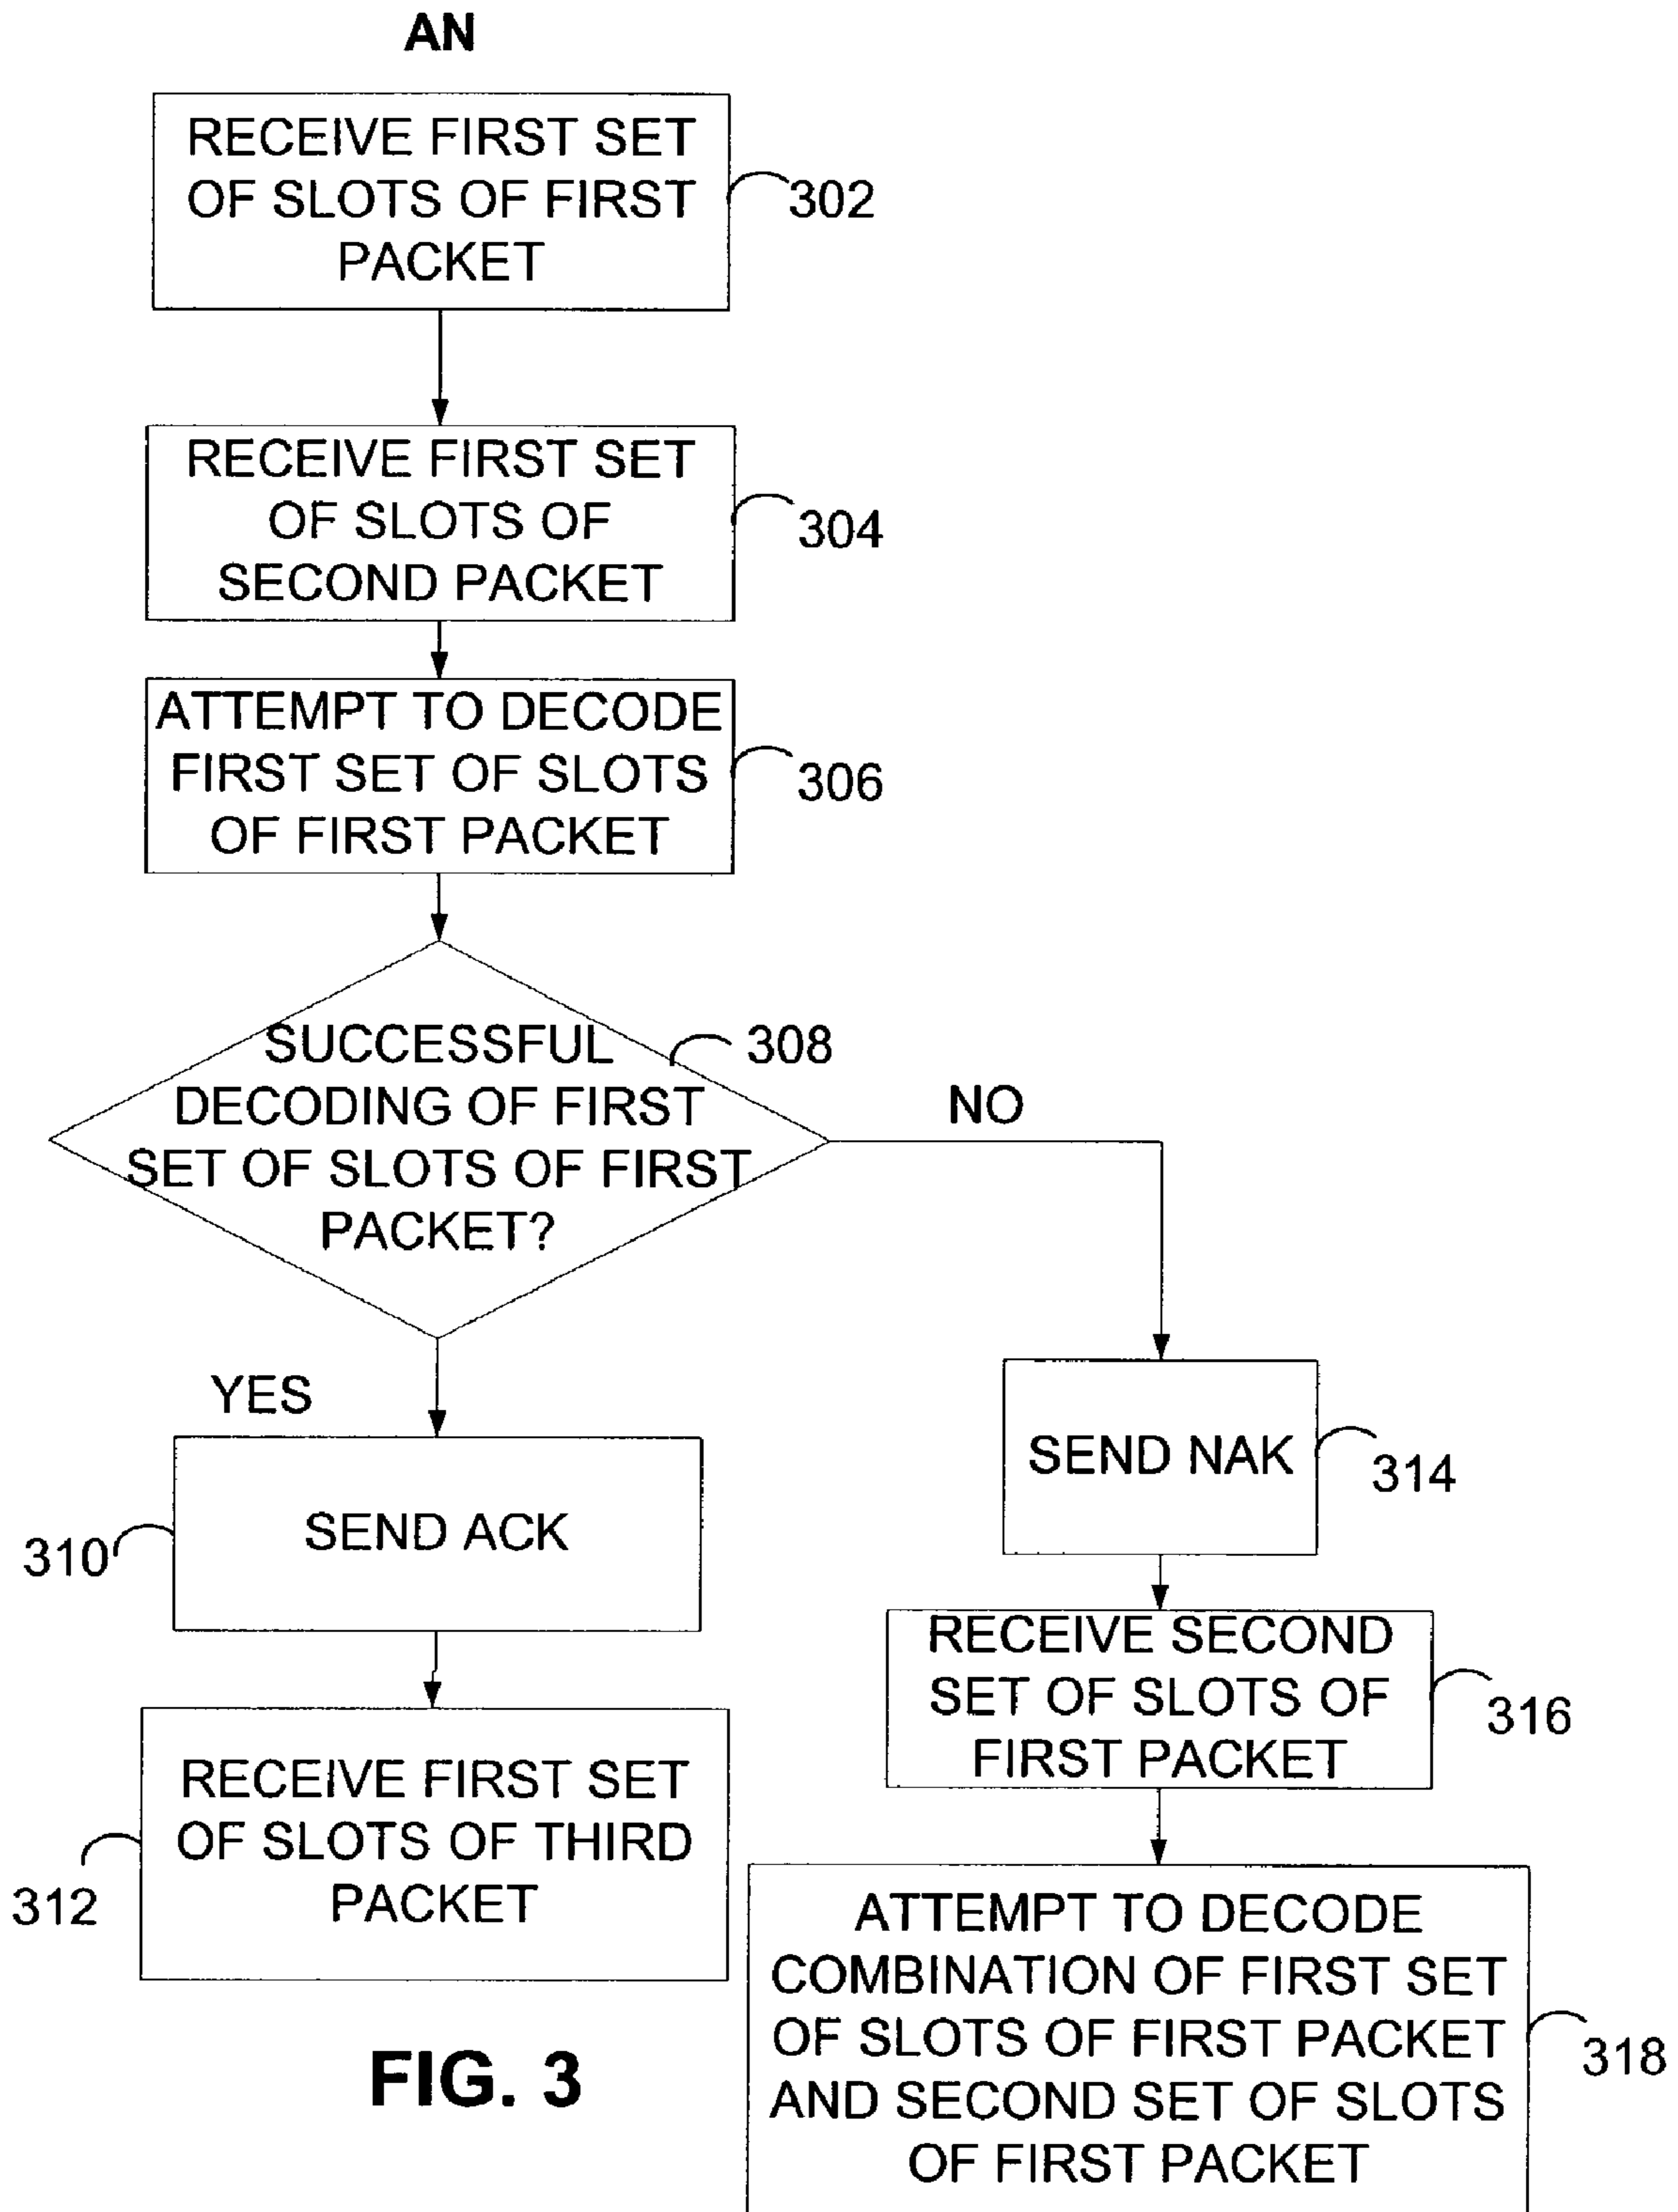 AN
RECEIVE FIRST SET
OF SLOTS OF FIRST
PACKET
302
RECEIVE FIRST SET
OF SLOTS OF
SECOND PACKET
304
ATTEMPT TO DECODE
FIRST SET OF SLOTS
OF FIRST PACKET
306
SUCCESSFUL
DECODING OF FIRST
SET OF SLOTS OF FIRST
PACKET?
308
NO
YES
SEND ACK
310
RECEIVE FIRST SET
OF SLOTS OF THIRD
PACKET
312
SEND NAK
314
RECEIVE SECOND
SET OF SLOTS OF
FIRST PACKET
316
ATTEMPT TO DECODE
COMBINATION OF FIRST SET
OF SLOTS OF FIRST PACKET
AND SECOND SET OF SLOTS
OF FIRST PACKET
318
FIG. 3